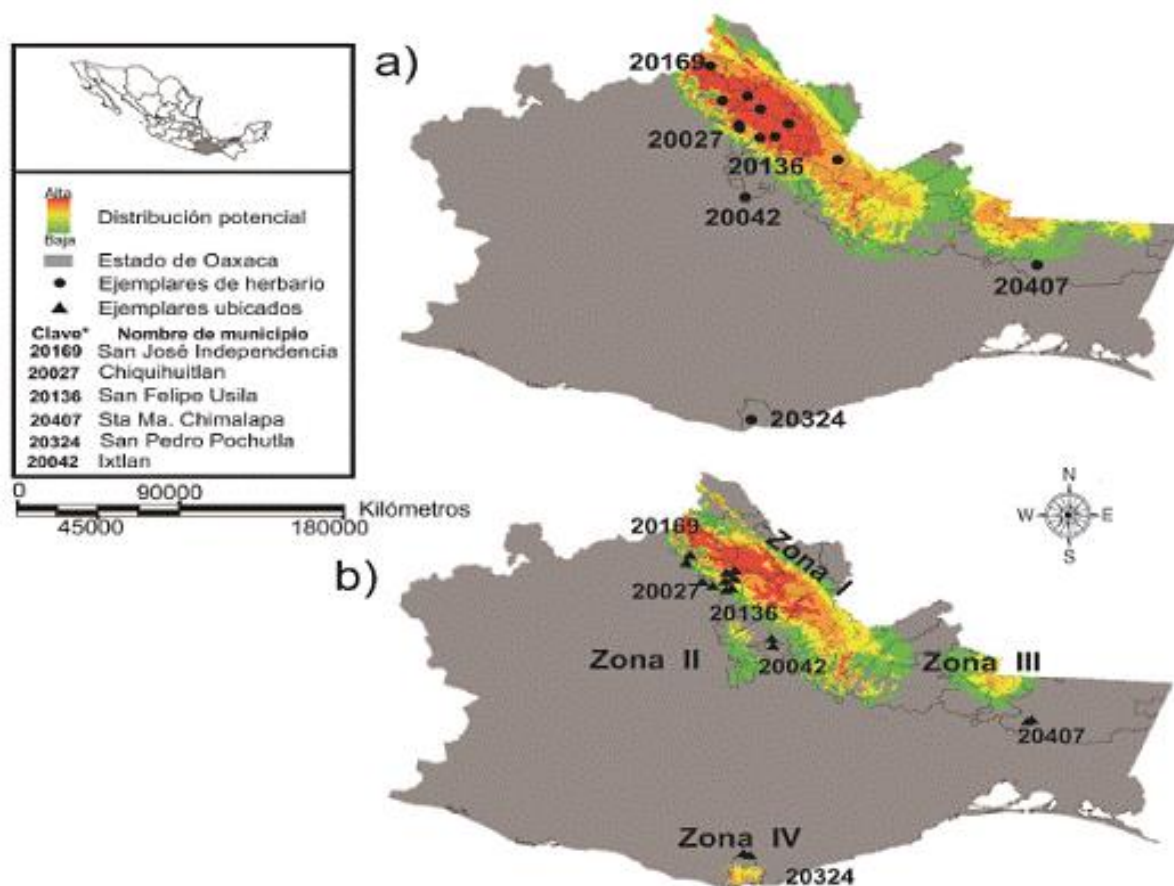 Alta
Baja
Distribución potencial
Estado de Oaxaca
Ejemplares de herbario
Ejemplares ubicados
Clave* Nombre de municipio
20169 San José Independencia
20027 Chiquihuitlan
20136 San Felipe Usila
20407 Sta Ma. Chimalapa
20324 San Pedro Pochutla
20042 Ixtlan
0 90000
Kilómetros
45000 180000
a)
20169
20027
20136
20042
20407
20324
N
W E
S
b)
20169
Zona I
20027
20136
Zona II
20042
Zona III
20407
Zona IV
20324